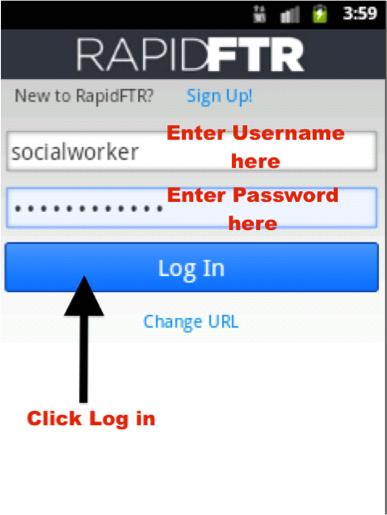 3:59
RAPIDFTR
New to RapidFTR? Sign Up!
Enter Username
socialworker
here
Enter Password
••••••••••••
here
Log In
Change URL
Click Log in